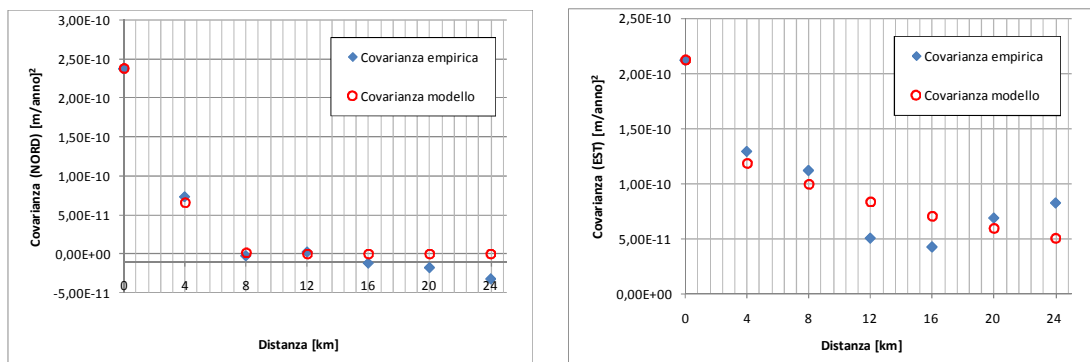 Covarianza (NORD) [m/anno]²
3,00E-10
2,50E-10
2,00E-10
1,50E-10
1,00E-10
5,00E-11
0,00E+00
-5,00E-11
0 4 8 12 16 20 24
Distanza [km]
Covarianza empirica
Covarianza modello
Covarianza (EST) [m/anno]²
2,50E-10
2,00E-10
1,50E-10
1,00E-10
5,00E-11
0,00E+00
0 4 8 12 16 20 24
Distanza [km]
Covarianza empirica
Covarianza modello